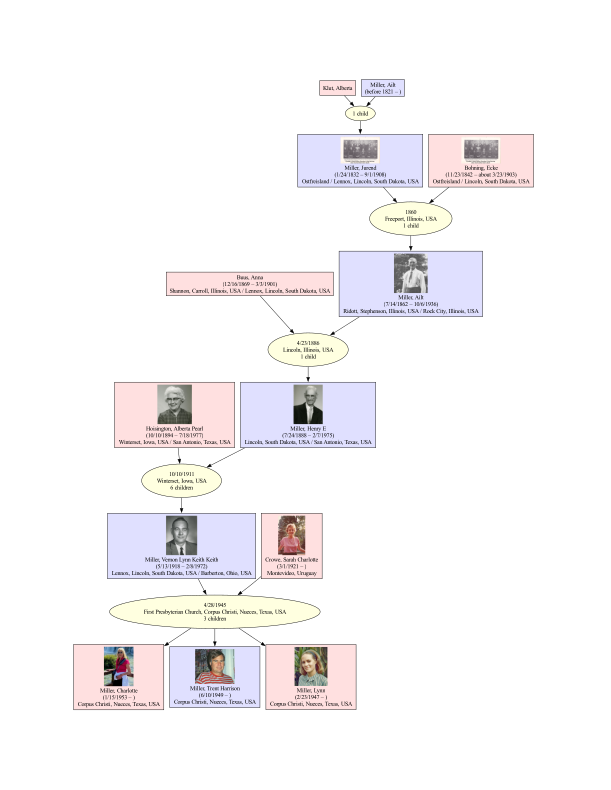 Klut, Alberta
Miller, Ailt
(before 1821 – )
1 child
Miller, Jurend
(1/24/1832 – 9/1/1908)
Ostfreisland / Lennox, Lincoln, South Dakota, USA
Bohning, Ecke
(11/23/1842 – about 3/23/1903)
Ostfreisland / Lincoln, South Dakota, USA
1860
Freeport, Illinois, USA
1 child
Buus, Anna
(12/16/1869 – 3/3/1901)
Shannon, Carroll, Illinois, USA / Lennox, Lincoln, South Dakota, USA
Miller, Ailt
(7/14/1862 – 10/6/1936)
Ridott, Stephenson, Illinois, USA / Rock City, Illinois, USA
4/23/1886
Lincoln, Illinois, USA
1 child
Hoisington, Alberta Pearl
(10/10/1894 – 7/18/1977)
Winterset, Iowa, USA / San Antonio, Texas, USA
Miller, Henry E
(7/24/1888 – 2/7/1975)
Lincoln, South Dakota, USA / San Antonio, Texas, USA
10/10/1911
Winterset, Iowa, USA
6 children
Miller, Vernon Lynn Keith Keith
(5/13/1918 – 2/8/1972)
Lennox, Lincoln, South Dakota, USA / Barberton, Ohio, USA
Crowe, Sarah Charlotte
(3/1/1921 – )
Montevideo, Uruguay
4/28/1945
First Presbyterian Church, Corpus Christi, Nueces, Texas, USA
3 children
Miller, Charlotte
(1/15/1953 – )
Corpus Christi, Nueces, Texas, USA
Miller, Trent Harrison
(6/10/1949 – )
Corpus Christi, Nueces, Texas, USA
Miller, Lynn
(2/23/1947 – )
Corpus Christi, Nueces, Texas, USA